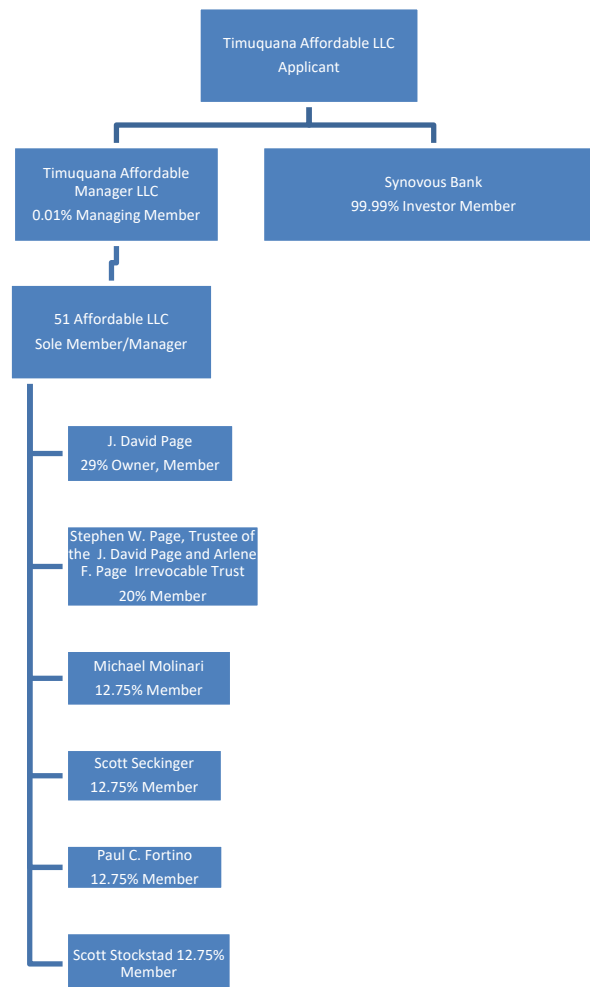 Timuquana Affordable LLC
Applicant
Timuquana Affordable
Manager LLC
0.01% Managing Member
Synovous Bank
99.99% Investor Member
51 Affordable LLC
Sole Member/Manager
J. David Page
29% Owner, Member
Stephen W. Page, Trustee of
the J. David Page and Arlene
F. Page Irrevocable Trust
20% Member
Michael Molinari
12.75% Member
Scott Seckinger
12.75% Member
Paul C. Fortino
12.75% Member
Scott Stockstad 12.75%
Member